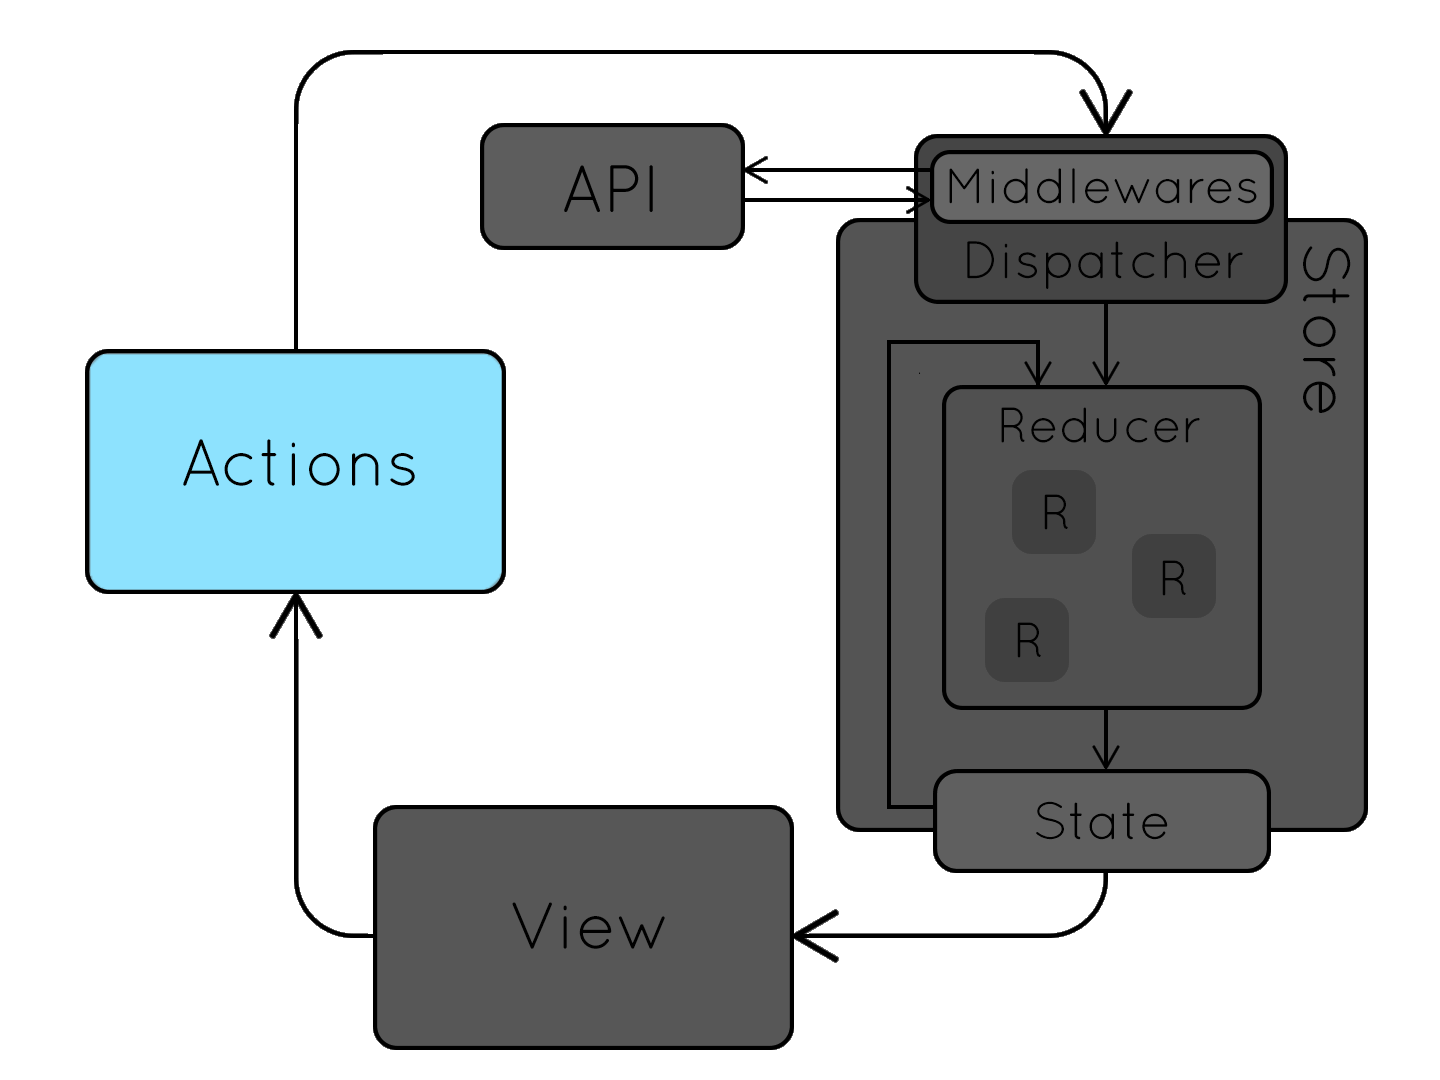 API
Middlewares
Dispatcher
Store
Actions
Reducer
R
R
R
State
View